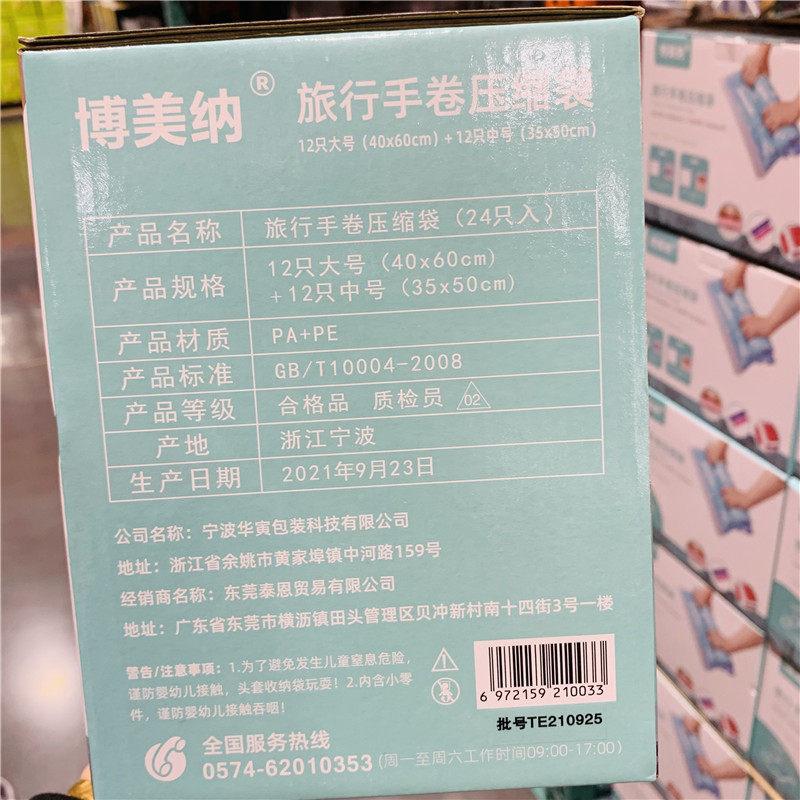 博美纳® 旅行手卷压缩袋
12只大号（40x60cm）+12只中号（35x50cm）
产品名称 旅行手卷压缩袋（24只入）
产品规格 12只大号（40x60cm）
+12只中号（35x50cm)
产品材质 PA+PE
产品标准 GB/T10004-2008
产品等级 合格品 质检员 02
产地 浙江宁波
生产日期 2021年9月23日
公司名称：宁波华寅包装科技有限公司
地址：浙江省余姚市黄家埠镇中河路159号
经销商名称：东莞泰恩贸易有限公司
地址：广东省东莞市横沥镇田头管理区贝冲新村南十四街3号一楼
警告/注意事项：1.为了避免发生儿童窒息危险，
谨防婴幼儿接触，头套收纳袋玩耍！2.内含小零
件，谨防婴幼儿接触吞咽！
6 972159 210033
批号TE210925
全国服务热线
0574-62010353（周一至周六工作时间09:00-17:00）
博美纳
旅行手卷压缩袋